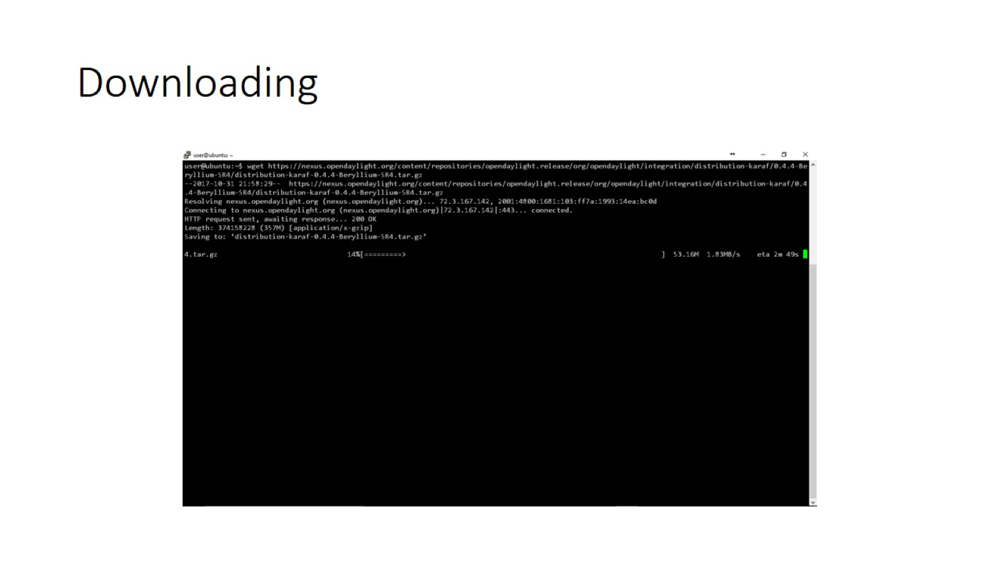 Downloading
user@ubuntu: ~
user@ubuntu:~$ wget https://nexus.opendaylight.org/content/repositories/opendaylight.release/org/opendaylight/integration/distribution-karaf/0.4.4-Be
ryllium-SR4/distribution-karaf-0.4.4-Beryllium-SR4.tar.gz
--2017-10-31 21:58:29--  https://nexus.opendaylight.org/content/repositories/opendaylight.release/org/opendaylight/integration/distribution-karaf/0.4
.4-Beryllium-SR4/distribution-karaf-0.4.4-Beryllium-SR4.tar.gz
Resolving nexus.opendaylight.org (nexus.opendaylight.org)... 72.3.167.142, 2001:4800:1681:103:ff7a:1993:14ea:bc0d
Connecting to nexus.opendaylight.org (nexus.opendaylight.org)|72.3.167.142|:443... connected.
HTTP request sent, awaiting response... 200 OK
Length: 374158228 (357M) [application/x-gzip]
Saving to: ‘distribution-karaf-0.4.4-Beryllium-SR4.tar.gz’
4.tar.gz 14%[=========> ] 53.16M 1.83MB/s eta 2m 49s